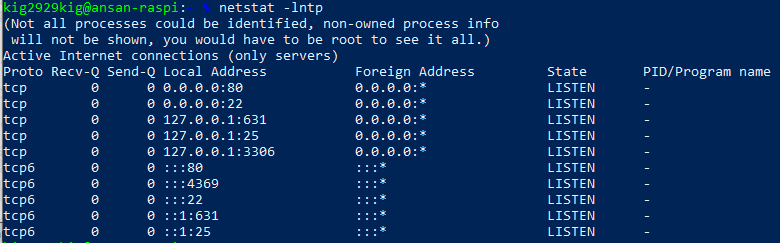 kig2929kig@ansan-raspi:~ $ netstat -lntp
(Not all processes could be identified, non-owned process info
 will not be shown, you would have to be root to see it all.)
Active Internet connections (only servers)
Proto Recv-Q Send-Q Local Address           Foreign Address         State       PID/Program name
tcp        0      0 0.0.0.0:80              0.0.0.0:*               LISTEN      -
tcp        0      0 0.0.0.0:22              0.0.0.0:*               LISTEN      -
tcp        0      0 127.0.0.1:631           0.0.0.0:*               LISTEN      -
tcp        0      0 127.0.0.1:25            0.0.0.0:*               LISTEN      -
tcp        0      0 127.0.0.1:3306          0.0.0.0:*               LISTEN      -
tcp6       0      0 :::80                   :::*                    LISTEN      -
tcp6       0      0 :::4369                 :::*                    LISTEN      -
tcp6       0      0 :::22                   :::*                    LISTEN      -
tcp6       0      0 ::1:631                 :::*                    LISTEN      -
tcp6       0      0 ::1:25                  :::*                    LISTEN      -